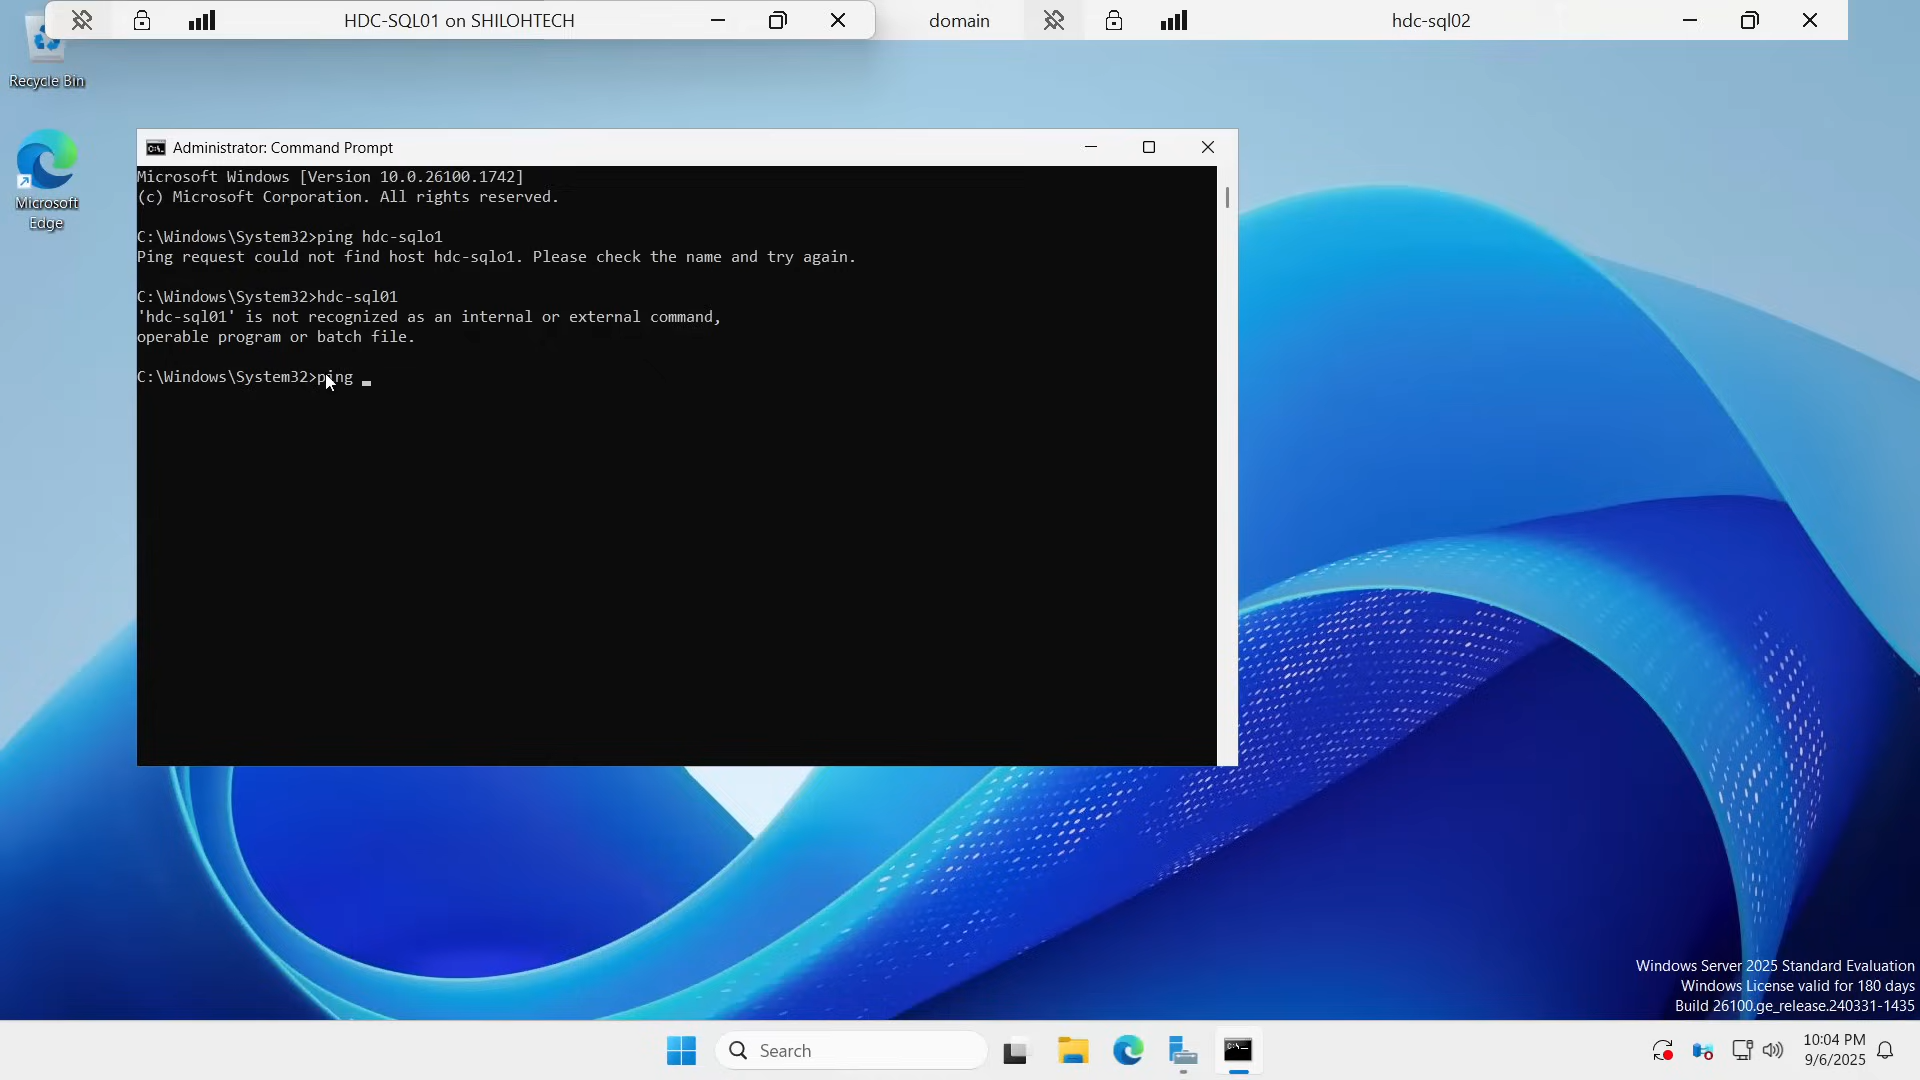 HDC-SQL01 on SHILOHTECH
domain
hdc-sql02
Recycle Bin
Microsoft
Edge
Administrator: Command Prompt
Microsoft Windows [Version 10.0.26100.1742]
(c) Microsoft Corporation. All rights reserved.
C:\Windows\System32>ping hdc-sqlo1
Ping request could not find host hdc-sqlo1. Please check the name and try again.
C:\Windows\System32>hdc-sql01
'hdc-sql01' is not recognized as an internal or external command,
operable program or batch file.
C:\Windows\System32>ping _
Windows Server 2025 Standard Evaluation
Windows License valid for 180 days
Build 26100.ge_release.240331-1435
Search
10:04 PM
9/6/2025